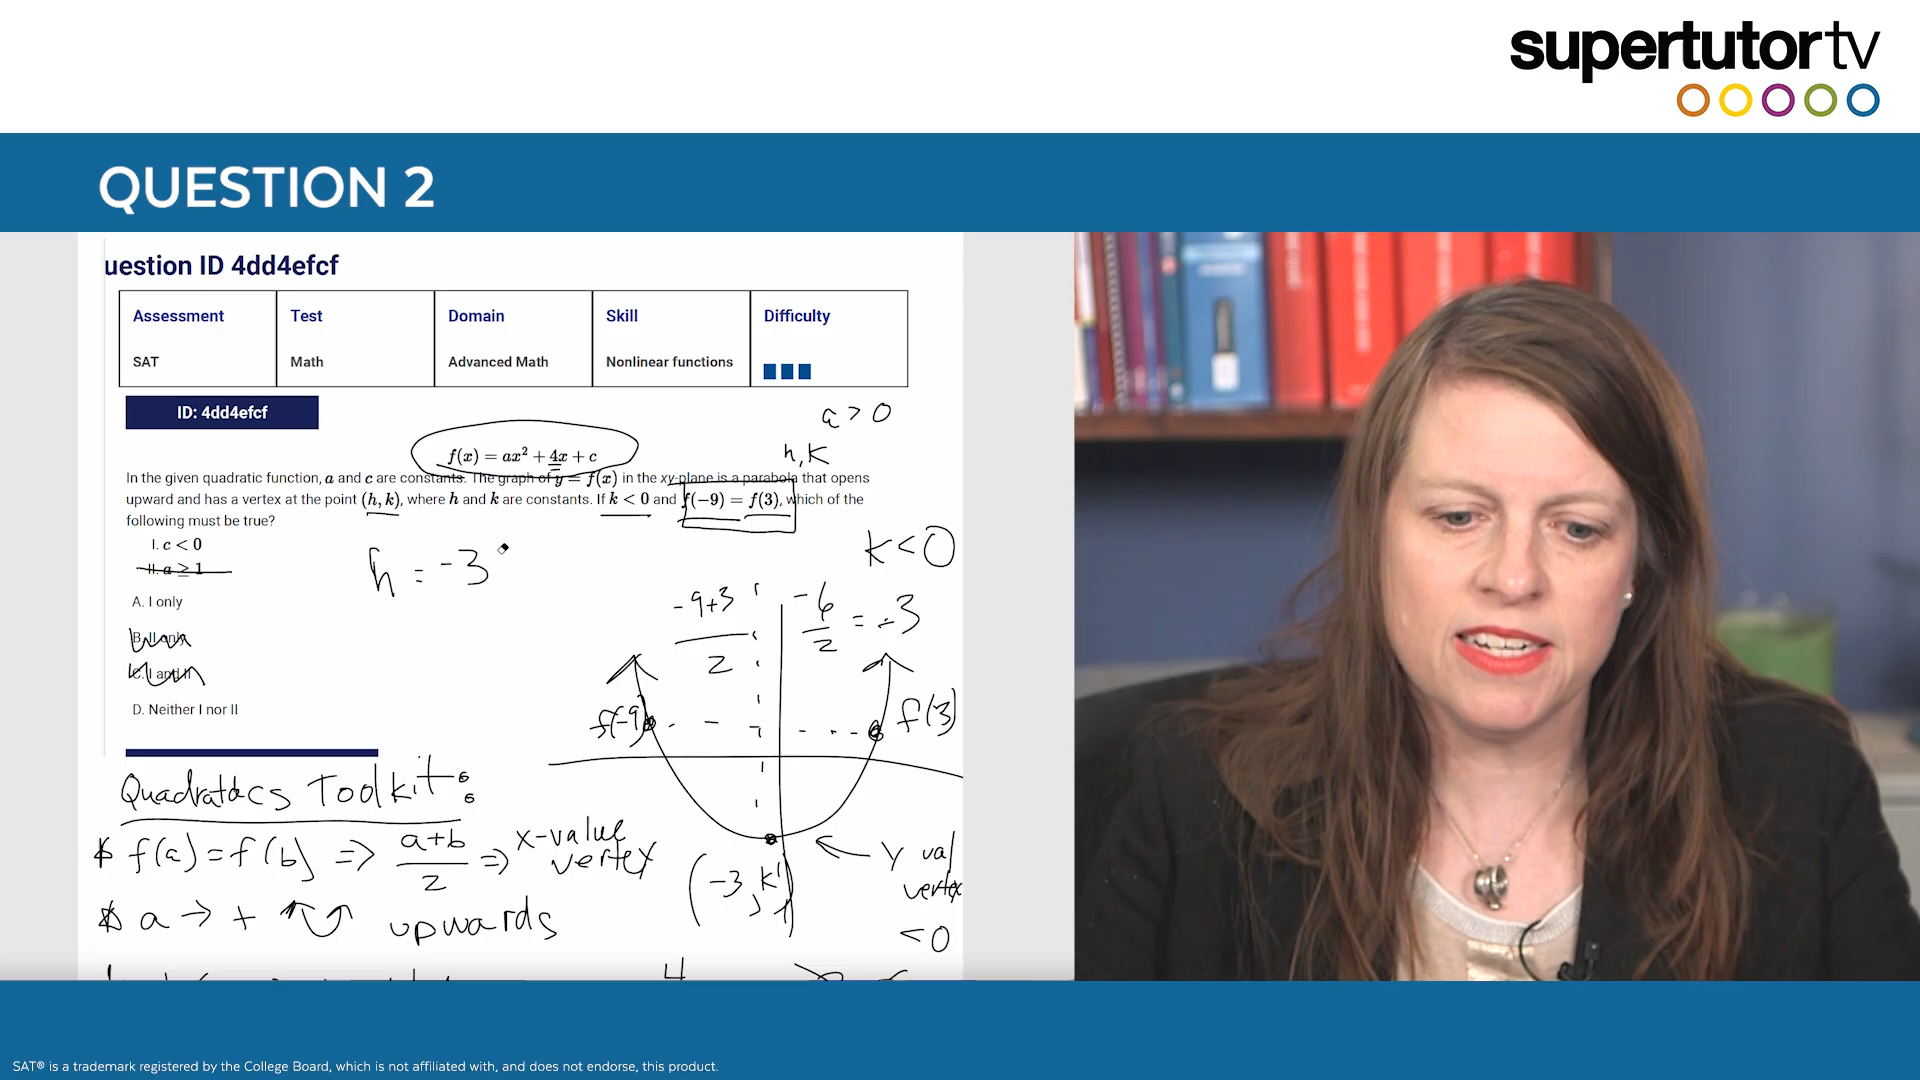 supertutortv
QUESTION 2
uestion ID 4dd4efcf
Assessment Test Domain Skill Difficulty
SAT Math Advanced Math Nonlinear functions
ID: 4dd4efcf
a > 0
h, k
f(x) = ax² + 4x + c
In the given quadratic function, a and c are constants. The graph of y = f(x) in the xy-plane is a parabola that opens
upward and has a vertex at the point (h, k), where h and k are constants. If k < 0 and f(−9) = f(3), which of the
following must be true?
I. c < 0
II. a ≥ 1
h = -3
k < 0
A. I only
B. II only
C. I and II
D. Neither I nor II
-9+3
2
-6
2
= -3
f(-9)
f(3)
Quadratics Toolkit:
f(a) = f(b) => a+b
2
=> x-value
vertex
(-3, k)
y val
vertex
<0
a → + upwards
4
SAT® is a trademark registered by the College Board, which is not affiliated with, and does not endorse, this product.